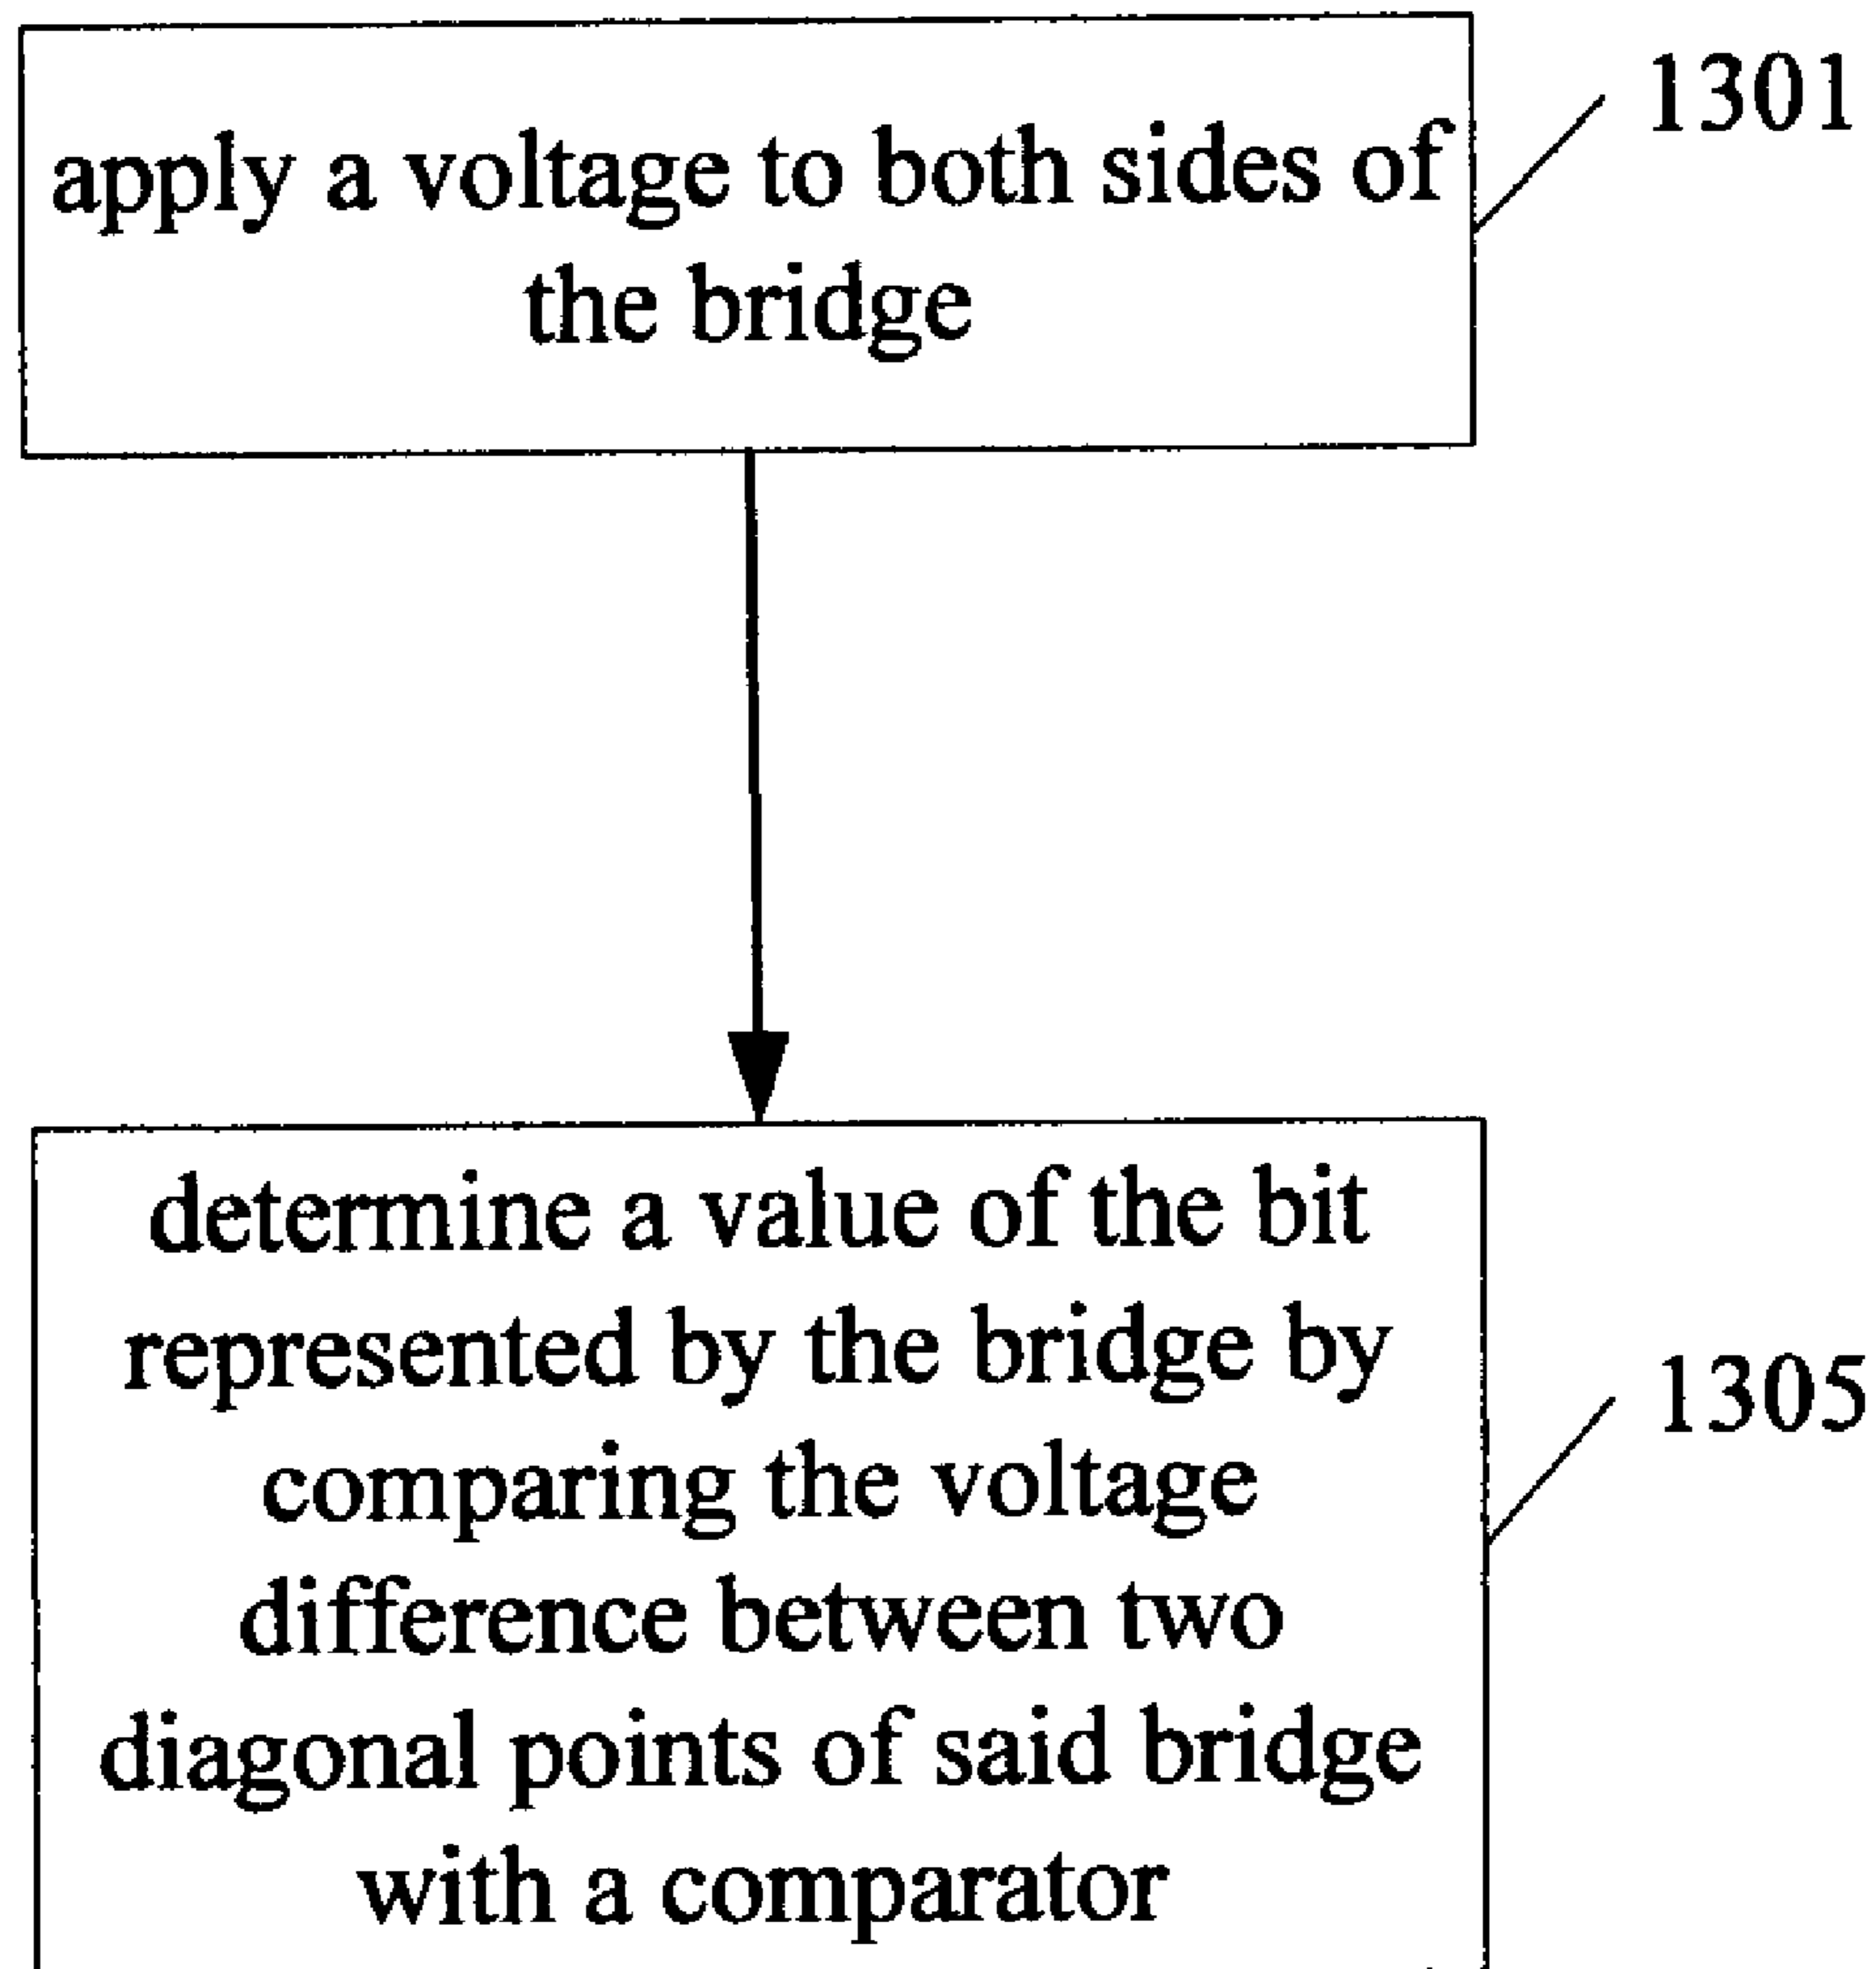 1301
apply a voltage to both sides of
the bridge
determine a value of the bit
represented by the bridge by
comparing the voltage
difference between two
diagonal points of said bridge
with a comparator
1305